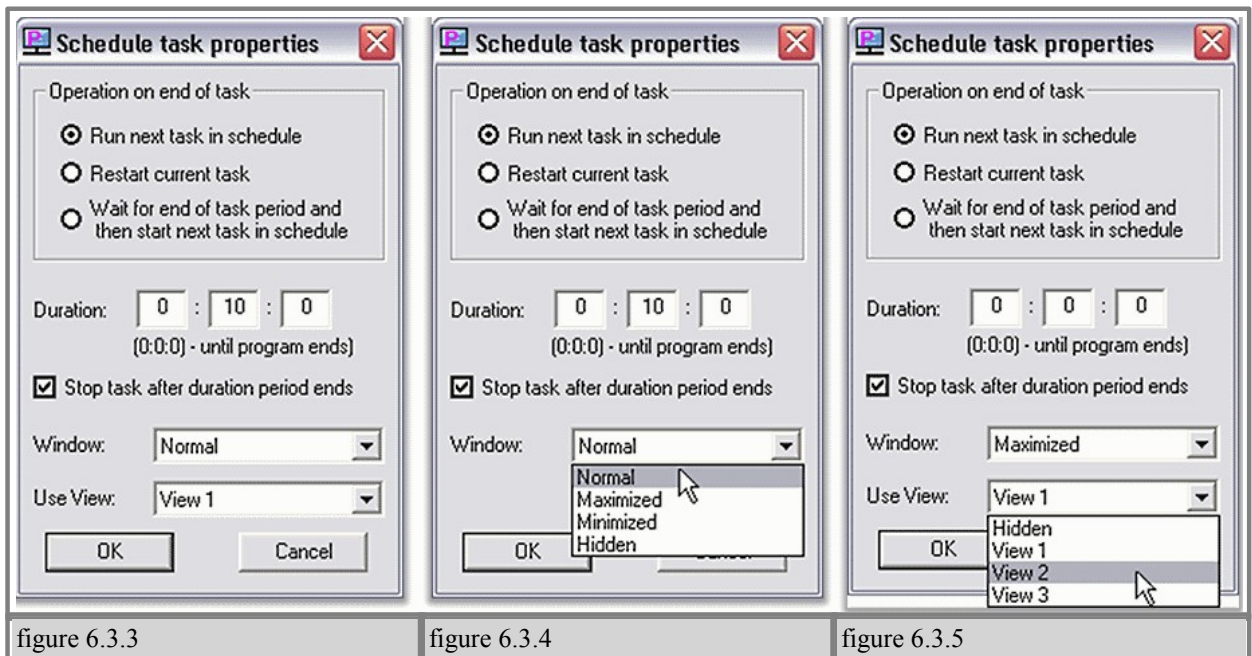 Schedule task properties
Operation on end of task
Run next task in schedule
Restart current task
Wait for end of task period and
then start next task in schedule
Duration: 0 : 10 : 0
(0:0:0) - until program ends)
Stop task after duration period ends
Window: Normal
Use View: View 1
OK Cancel
figure 6.3.3
Schedule task properties
Operation on end of task
Run next task in schedule
Restart current task
Wait for end of task period and
then start next task in schedule
Duration: 0 : 10 : 0
(0:0:0) - until program ends)
Stop task after duration period ends
Window: Normal
Normal
Maximized
Minimized
Hidden
OK
figure 6.3.4
Schedule task properties
Operation on end of task
Run next task in schedule
Restart current task
Wait for end of task period and
then start next task in schedule
Duration: 0 : 0 : 0
(0:0:0) - until program ends)
Stop task after duration period ends
Window: Maximized
Use View: View 1
Hidden
View 1
View 2
View 3
OK
figure 6.3.5